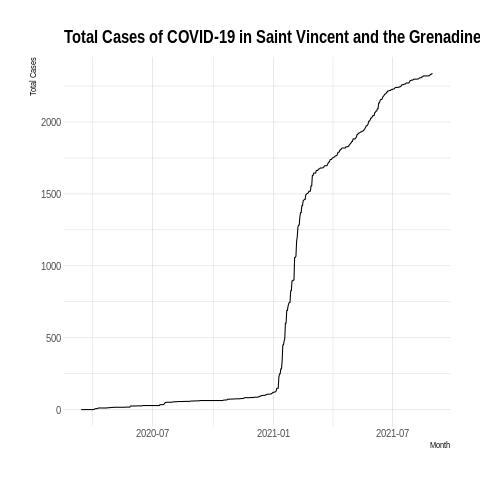 Total Cases of COVID-19 in Saint Vincent and the Grenadine
Total Cases
2000
1500
1000
500
0
2020-07 2021-01 2021-07
Month